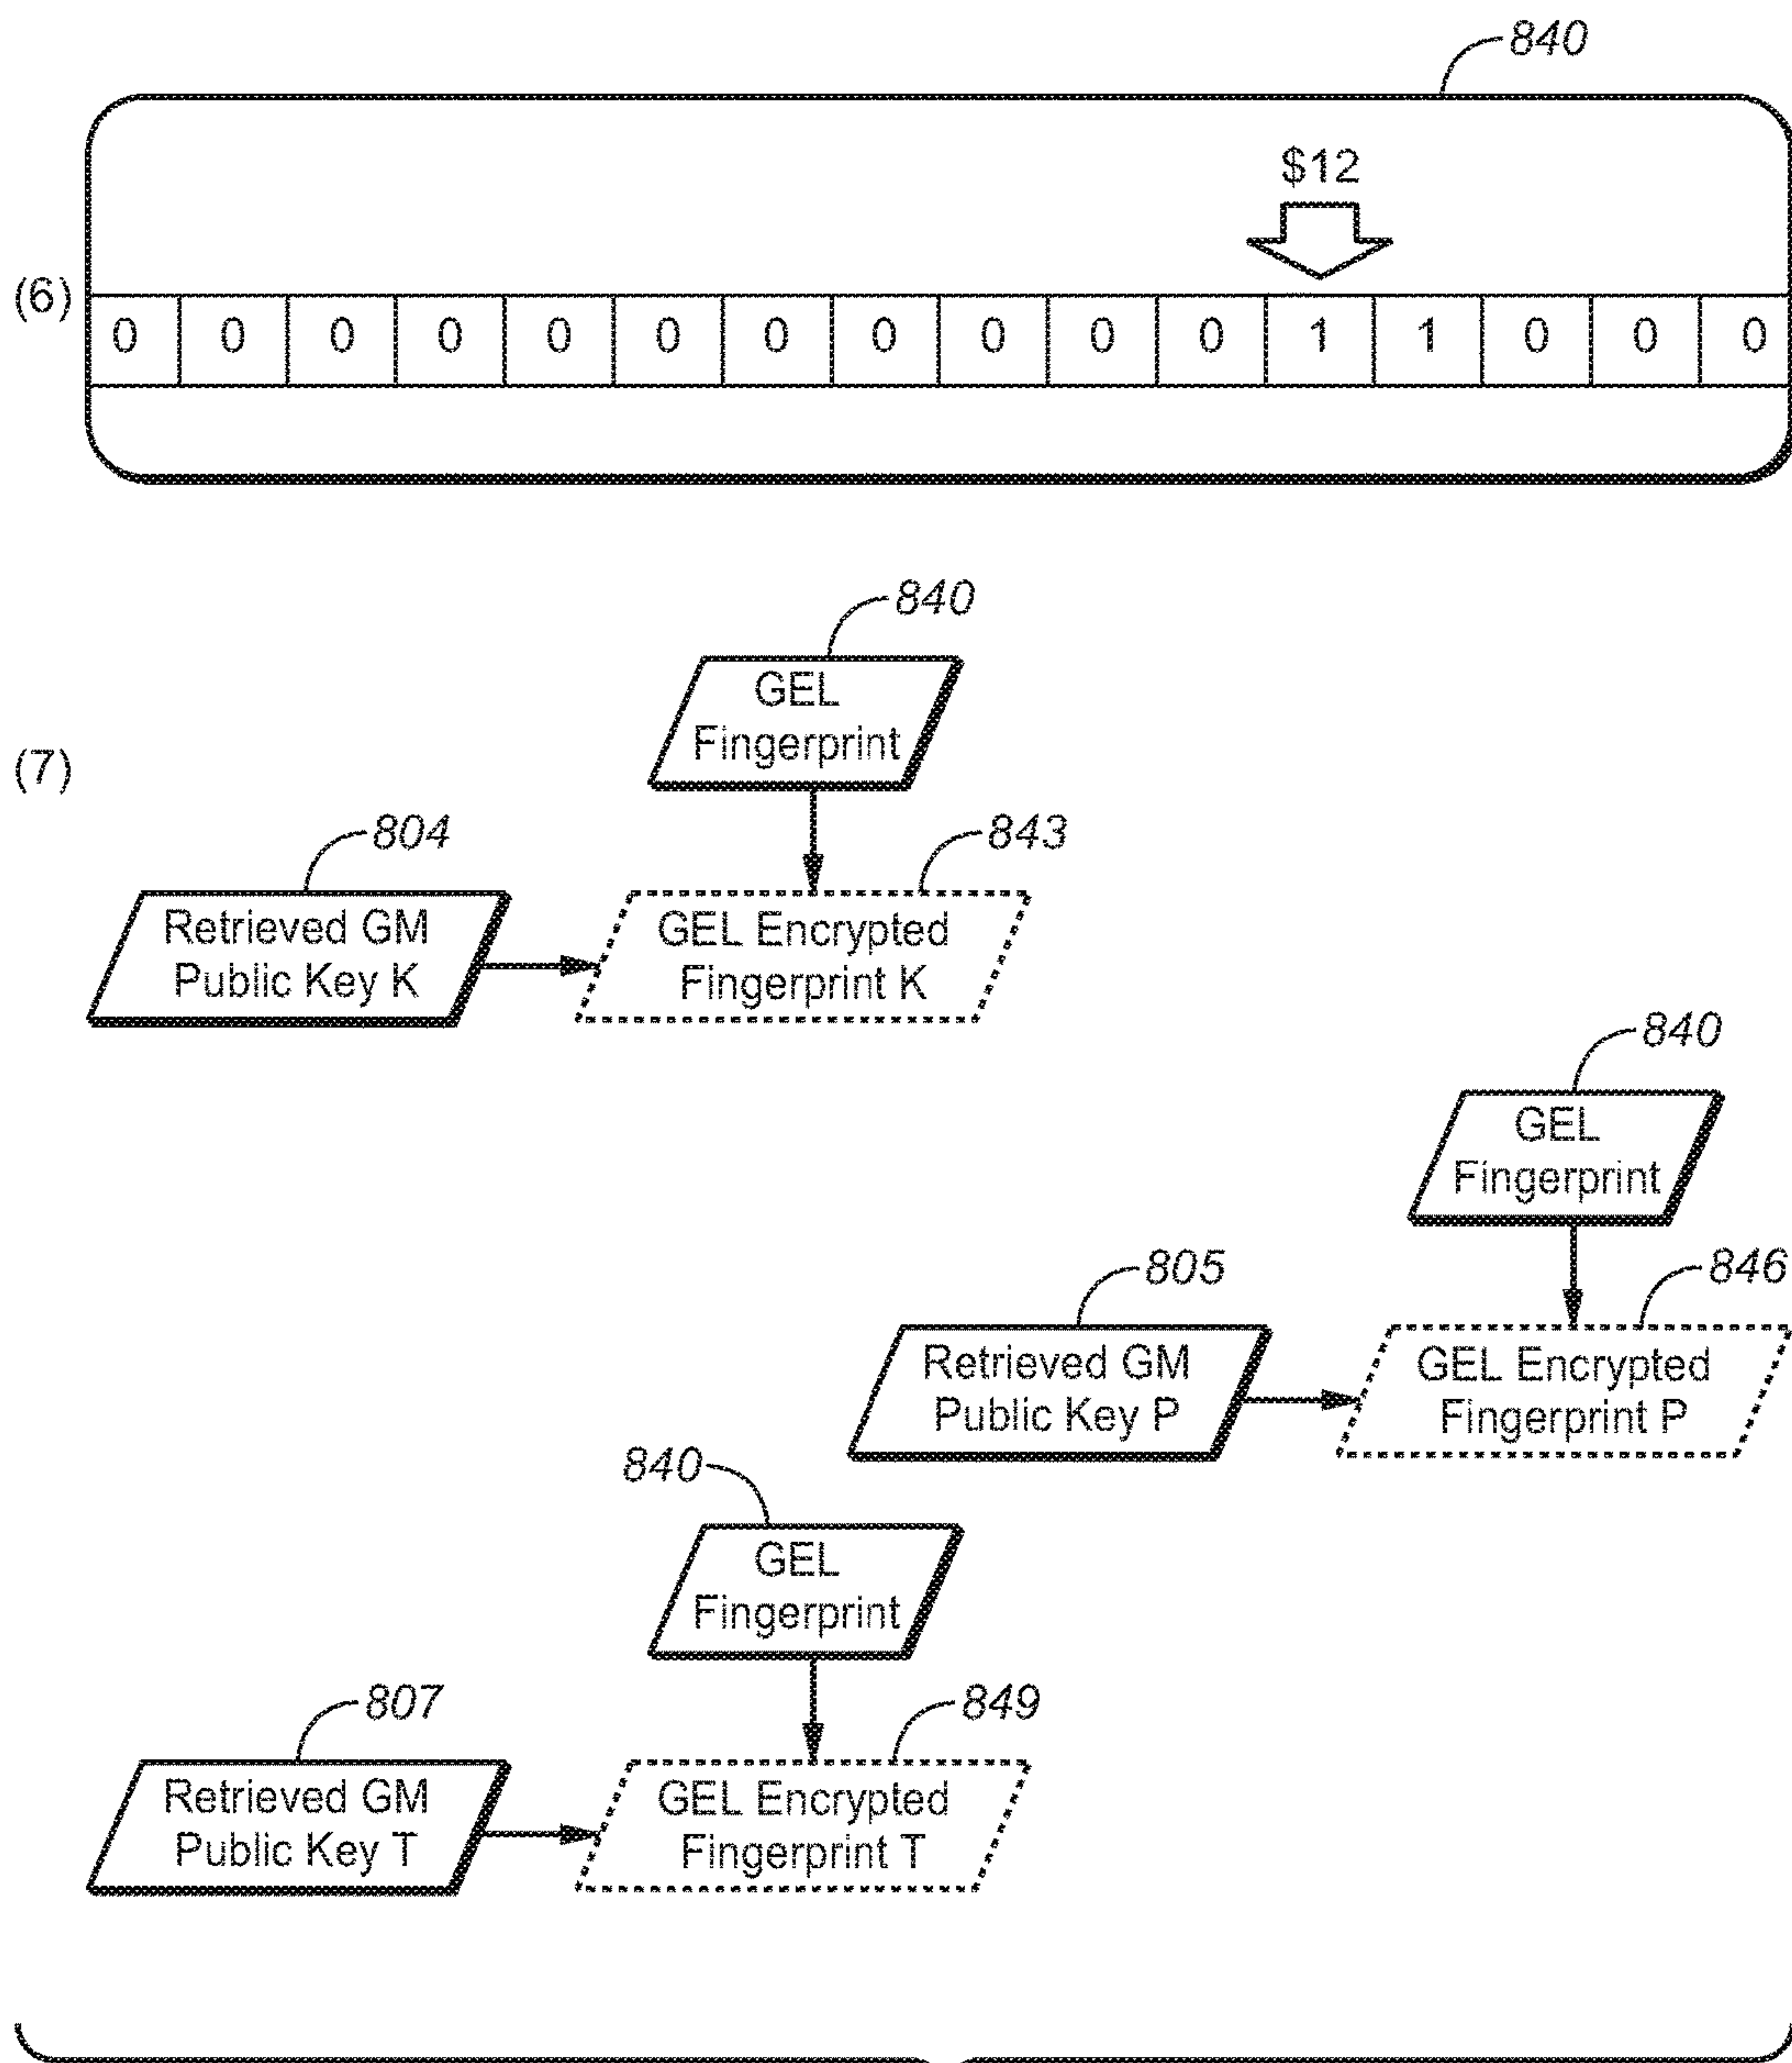 840
$12
(6) 0 0 0 0 0 0 0 0 0 0 0 1 1 0 0 0
840
GEL
Fingerprint
(7)
804
843
Retrieved GM
Public Key K
GEL Encrypted
Fingerprint K
840
GEL
Fingerprint
805
846
Retrieved GM
Public Key P
GEL Encrypted
Fingerprint P
840
GEL
Fingerprint
807
849
Retrieved GM
Public Key T
GEL Encrypted
Fingerprint T